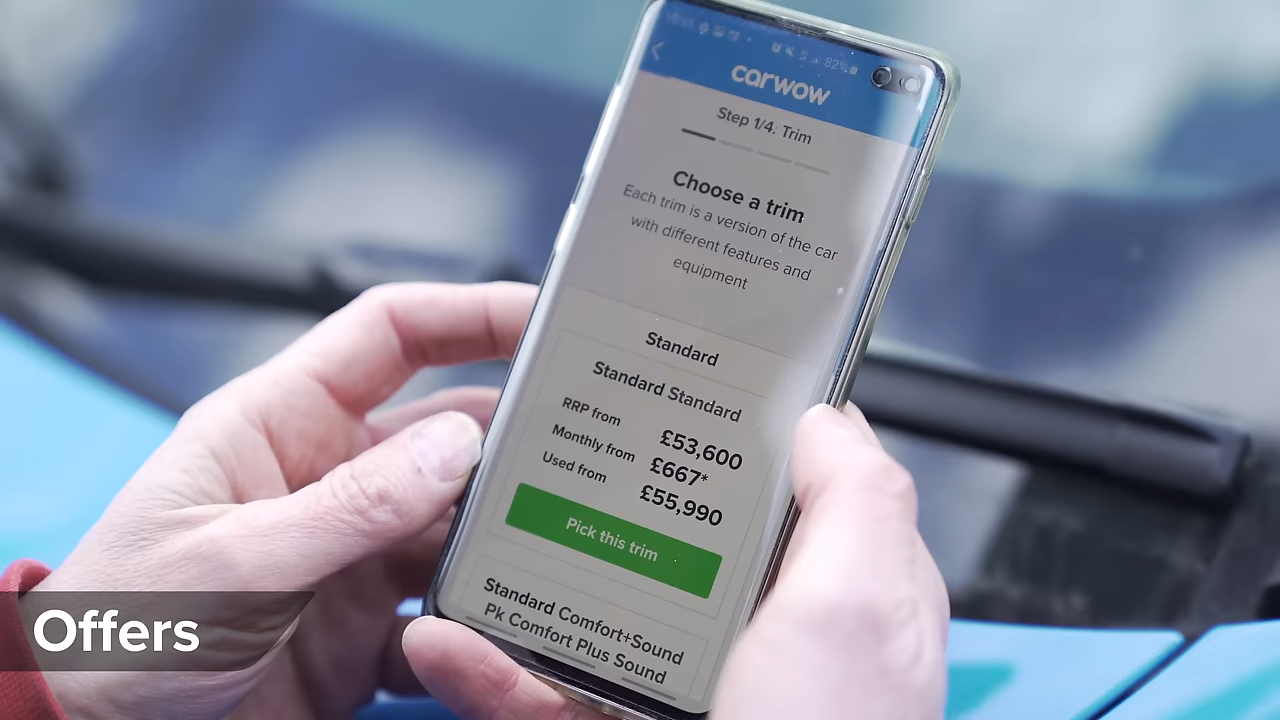 82%
carwow
Step 1/4. Trim
Choose a trim
Each trim is a version of the car
with different features and
equipment
Standard
Standard Standard
RRP from £53,600
Monthly from £667*
Used from £55,990
Pick this trim
Standard Comfort+Sound
Pk Comfort Plus Sound
Offers